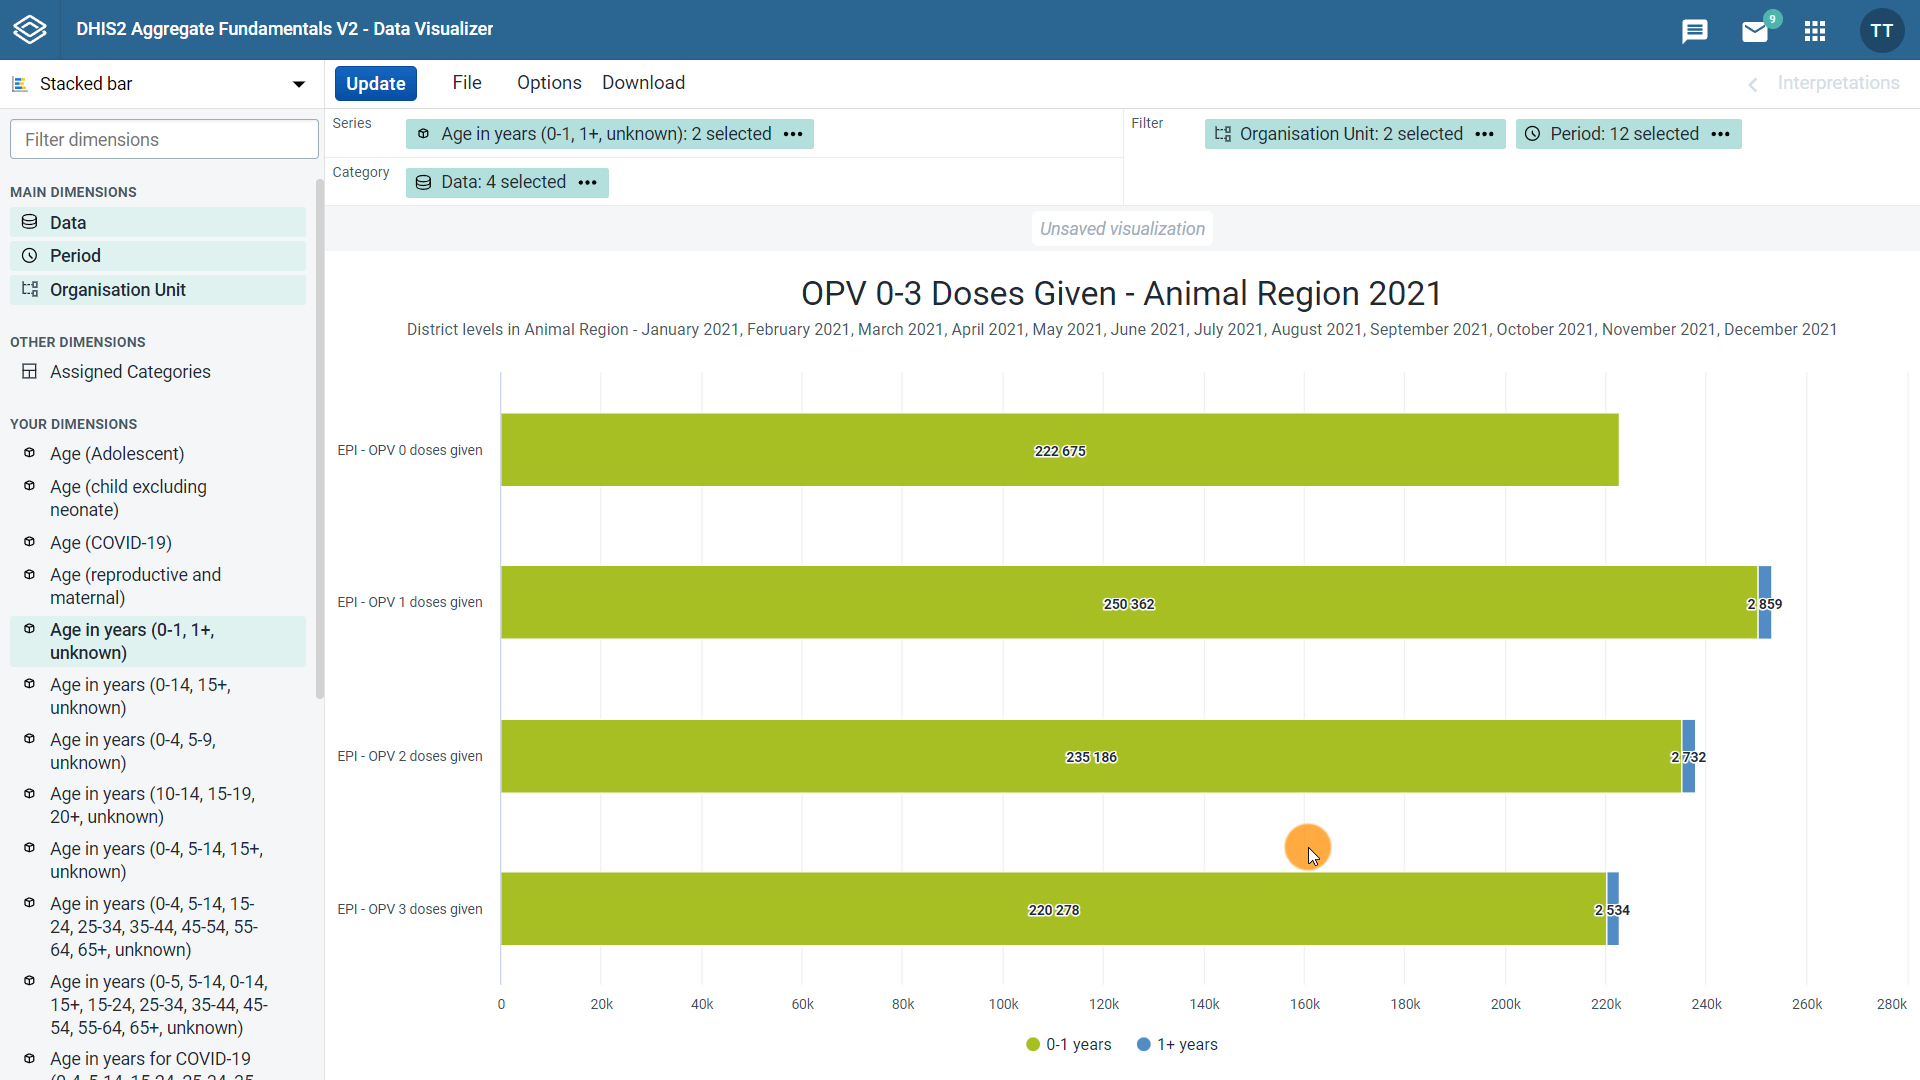 DHIS2 Aggregate Fundamentals V2 - Data Visualizer
9
TT
Stacked bar
Update
File
Options
Download
Interpretations
Series
Age in years (0-1, 1+, unknown): 2 selected
Filter
Organisation Unit: 2 selected
Period: 12 selected
Category
Data: 4 selected
Filter dimensions
MAIN DIMENSIONS
Data
Period
Organisation Unit
OTHER DIMENSIONS
Assigned Categories
YOUR DIMENSIONS
Age (Adolescent)
Age (child excluding
neonate)
Age (COVID-19)
Age (reproductive and
maternal)
Age in years (0-1, 1+,
unknown)
Age in years (0-14, 15+,
unknown)
Age in years (0-4, 5-9,
unknown)
Age in years (10-14, 15-19,
20+, unknown)
Age in years (0-4, 5-14, 15+,
unknown)
Age in years (0-4, 5-14, 15-
24, 25-34, 35-44, 45-54, 55-
64, 65+, unknown)
Age in years (0-5, 5-14, 0-14,
15+, 15-24, 25-34, 35-44, 45-
54, 55-64, 65+, unknown)
Age in years for COVID-19
Unsaved visualization
OPV 0-3 Doses Given - Animal Region 2021
District levels in Animal Region - January 2021, February 2021, March 2021, April 2021, May 2021, June 2021, July 2021, August 2021, September 2021, October 2021, November 2021, December 2021
EPI - OPV 0 doses given
222 675
EPI - OPV 1 doses given
250 362
2 859
EPI - OPV 2 doses given
235 186
2 732
EPI - OPV 3 doses given
220 278
2 534
0 20k 40k 60k 80k 100k 120k 140k 160k 180k 200k 220k 240k 260k 280k
0-1 years
1+ years